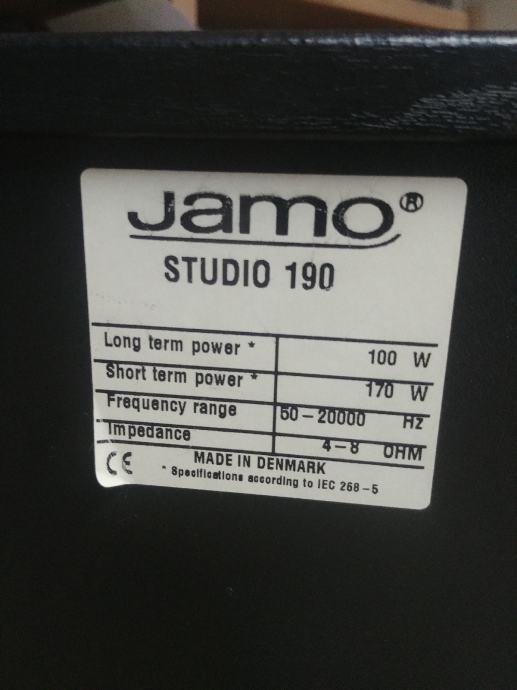 Jamo®
STUDIO 190
Long term power * 100 W
Short term power * 170 W
Frequency range 50-20000 Hz
Impedance 4-8 OHM
CE MADE IN DENMARK
* Specifications according to IEC 268-5